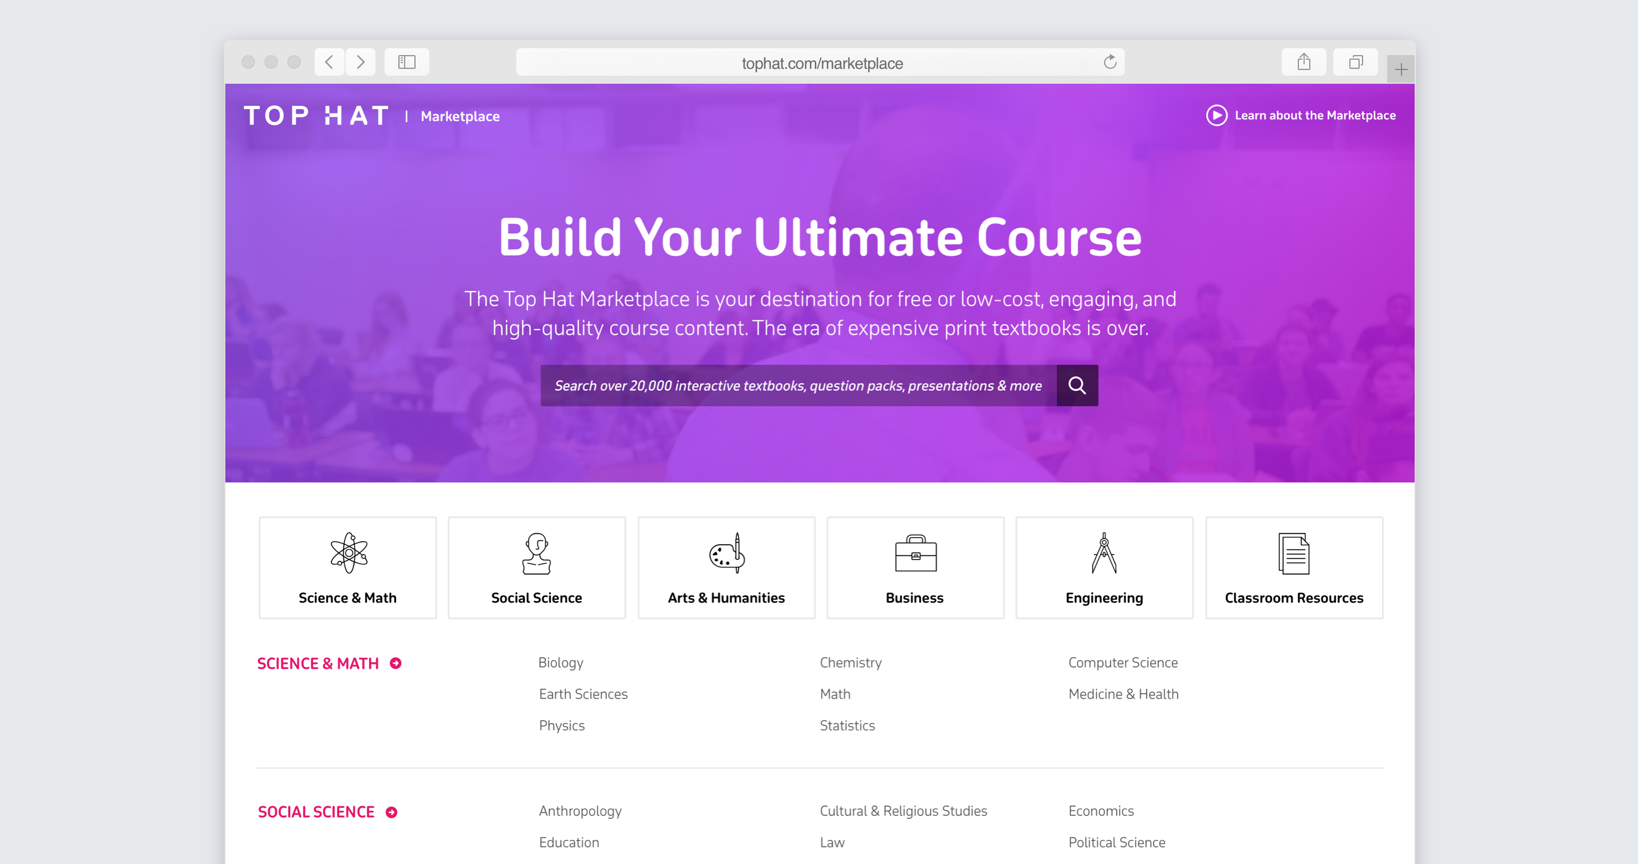 tophat.com/marketplace
TOP HAT | Marketplace
Learn about the Marketplace
Build Your Ultimate Course
The Top Hat Marketplace is your destination for free or low-cost, engaging, and
high-quality course content. The era of expensive print textbooks is over.
Search over 20,000 interactive textbooks, question packs, presentations & more
Science & Math
Social Science
Arts & Humanities
Business
Engineering
Classroom Resources
SCIENCE & MATH
Biology
Chemistry
Computer Science
Earth Sciences
Math
Medicine & Health
Physics
Statistics
SOCIAL SCIENCE
Anthropology
Cultural & Religious Studies
Economics
Education
Law
Political Science